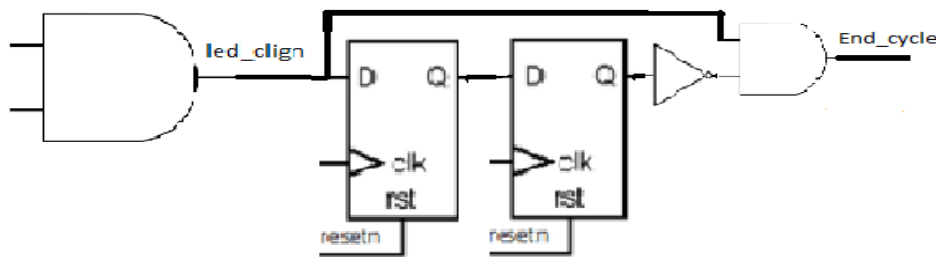 led_clign
End_cycle
D Q
D Q
clk
clk
rst
rst
resetn
resetn